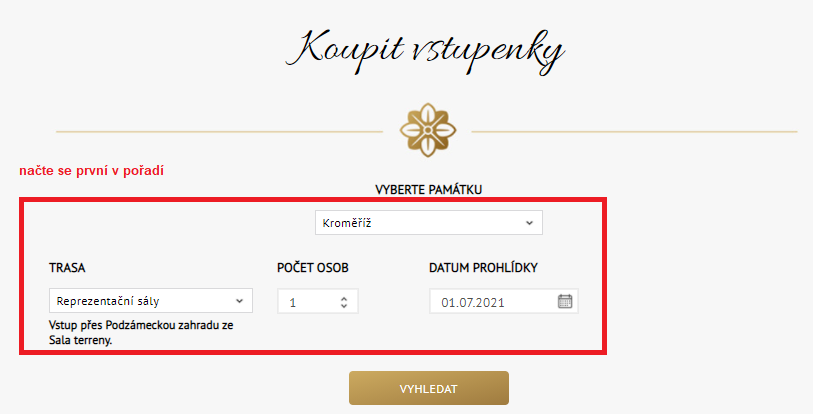 Koupit vstupenky
načte se první v pořadí
VYBERTE PAMÁTKU
Kroměříž
TRASA
POČET OSOB
DATUM PROHLÍDKY
Reprezentační sály
1
01.07.2021
Vstup přes Podzámeckou zahradu ze
Sala terreny.
VYHLEDAT